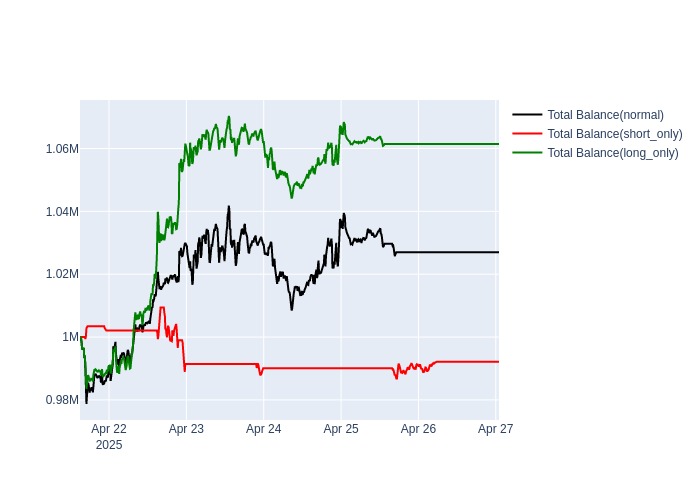 Total Balance(normal)
Total Balance(short_only)
Total Balance(long_only)
1.06M
1.04M
1.02M
1M
0.98M
Apr 22
2025
Apr 23
Apr 24
Apr 25
Apr 26
Apr 27